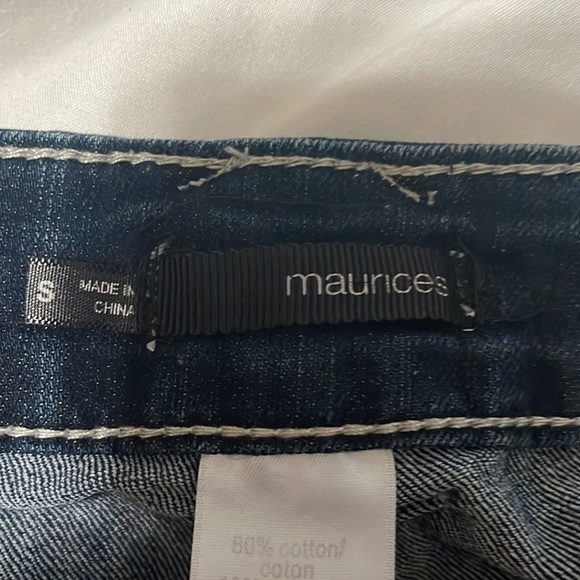 S
MADE IN
CHINA
maurices
80% cotton/
coton